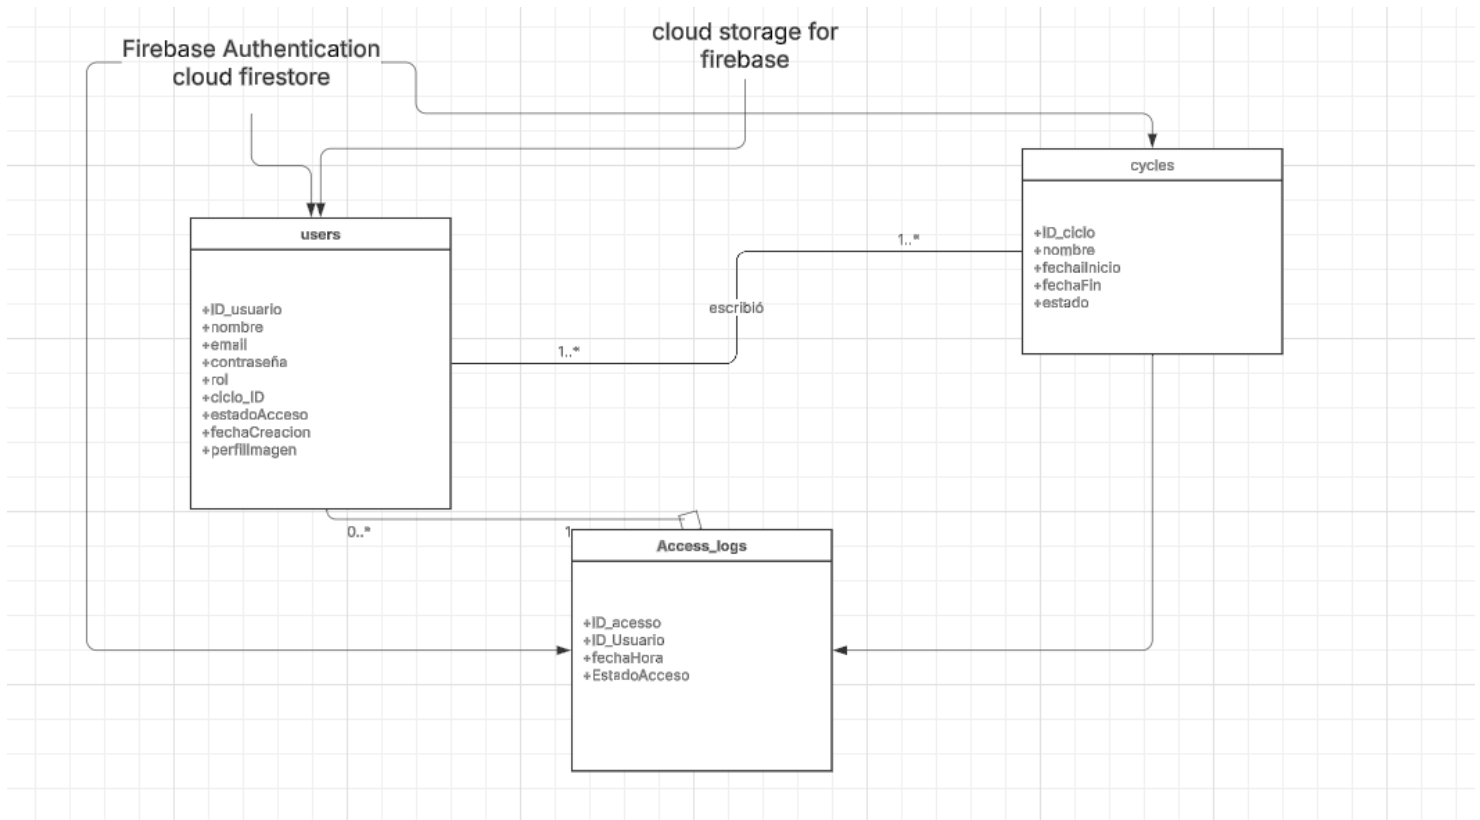 Firebase Authentication
cloud firestore
cloud storage for
firebase
users
+ID_usuario
+nombre
+email
+contraseña
+rol
+ciclo_ID
+estadoAcceso
+fechaCreacion
+perfilImagen
cycles
+ID_ciclo
+nombre
+fechaiInicio
+fechaFin
+estado
1..*
escribió
1..*
0..*
1
Access_logs
+ID_acesso
+ID_Usuario
+fechaHora
+EstadoAcceso